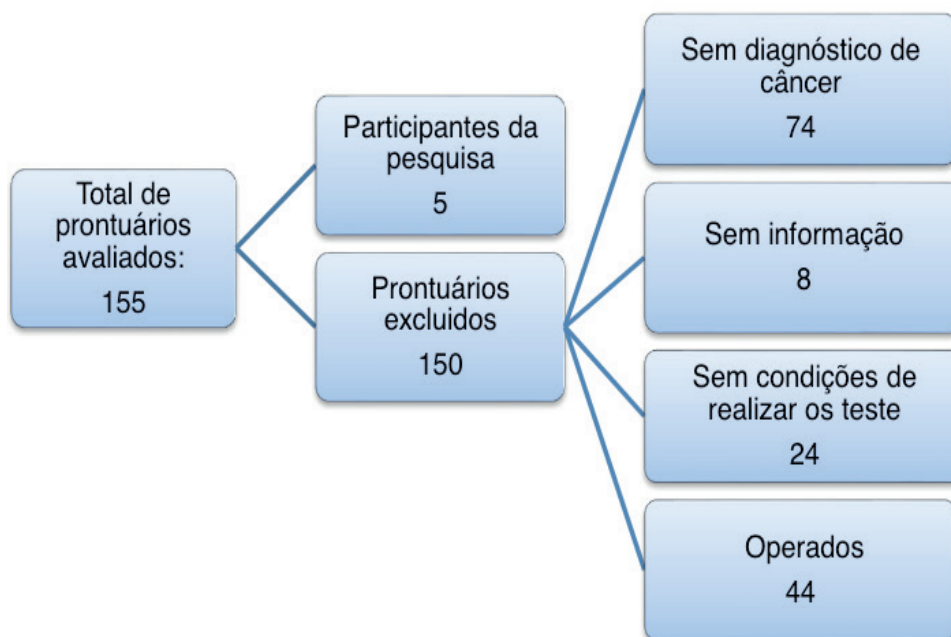 Total de
prontuários
avaliados:
155
Participantes da
pesquisa
5
Prontuários
excluidos
150
Sem diagnóstico de
câncer
74
Sem informação
8
Sem condições de
realizar os teste
24
Operados
44